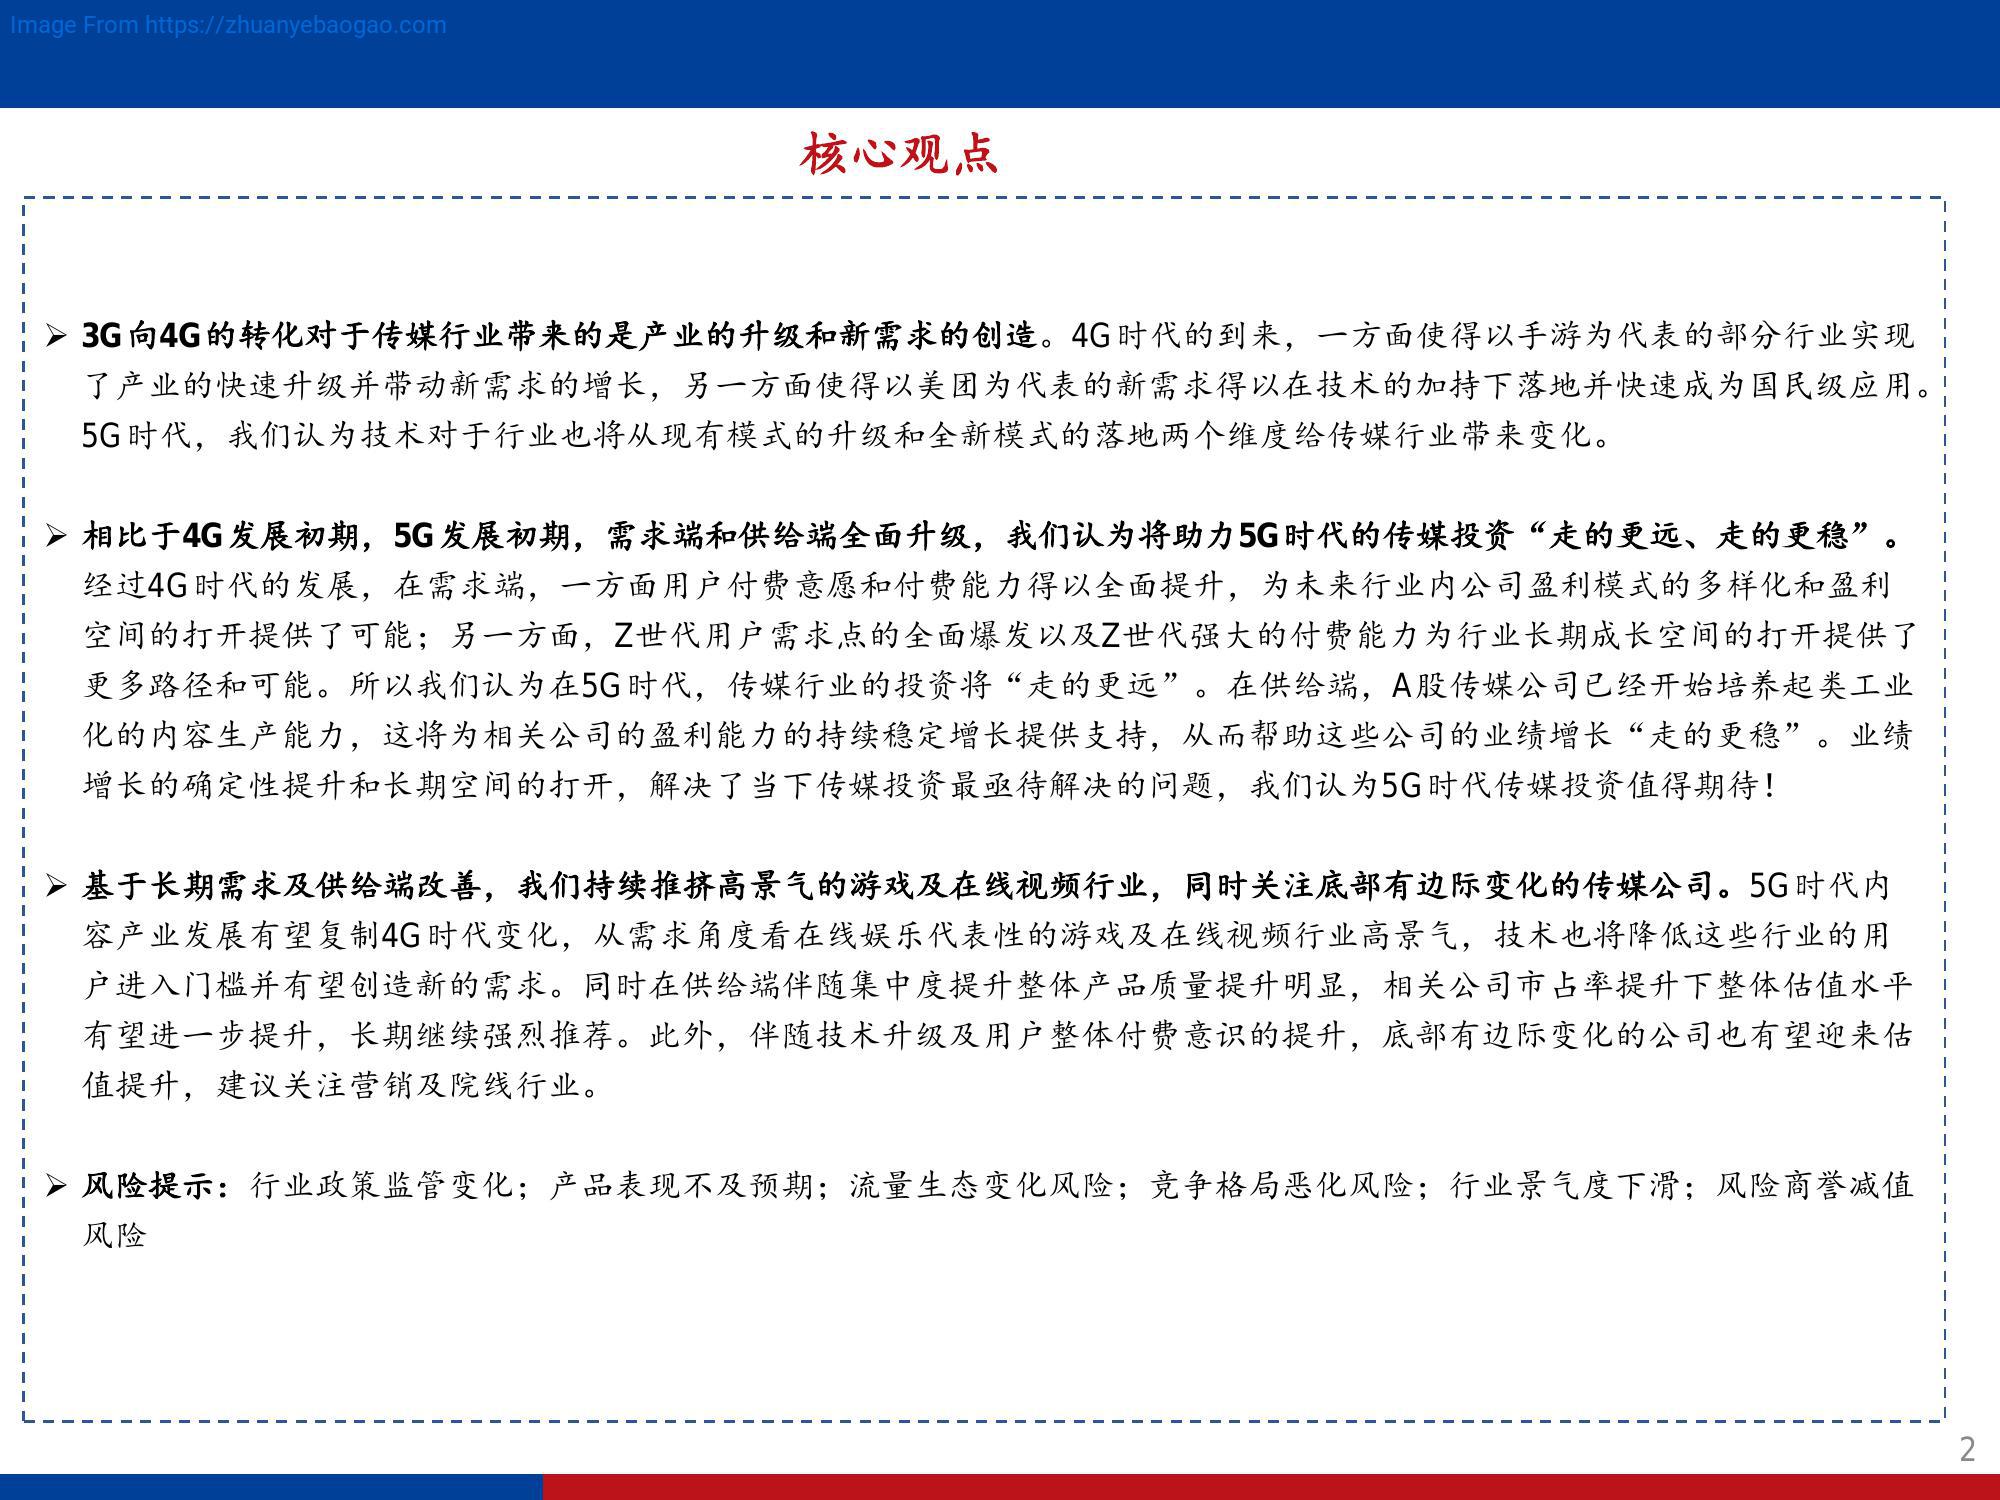 Image From https://zhuanyebaogao.com
核心观点
➢ 3G向4G的转化对于传媒行业带来的是产业的升级和新需求的创造。4G时代的到来，一方面使得以手游为代表的部分行业实现
了产业的快速升级并带动新需求的增长，另一方面使得以美团为代表的新需求得以在技术的加持下落地并快速成为国民级应用。
5G时代，我们认为技术对于行业也将从现有模式的升级和全新模式的落地两个维度给传媒行业带来变化。
➢ 相比于4G发展初期，5G发展初期，需求端和供给端全面升级，我们认为将助力5G时代的传媒投资“走的更远、走的更稳”。
经过4G时代的发展，在需求端，一方面用户付费意愿和付费能力得以全面提升，为未来行业内公司盈利模式的多样化和盈利
空间的打开提供了可能；另一方面，Z世代用户需求点的全面爆发以及Z世代强大的付费能力为行业长期成长空间的打开提供了
更多路径和可能。所以我们认为在5G时代，传媒行业的投资将“走的更远”。在供给端，A股传媒公司已经开始培养起类工业
化的内容生产能力，这将为相关公司的盈利能力的持续稳定增长提供支持，从而帮助这些公司的业绩增长“走的更稳”。业绩
增长的确定性提升和长期空间的打开，解决了当下传媒投资最亟待解决的问题，我们认为5G时代传媒投资值得期待！
➢ 基于长期需求及供给端改善，我们持续推挤高景气的游戏及在线视频行业，同时关注底部有边际变化的传媒公司。5G时代内
容产业发展有望复制4G时代变化，从需求角度看在线娱乐代表性的游戏及在线视频行业高景气，技术也将降低这些行业的用
户进入门槛并有望创造新的需求。同时在供给端伴随集中度提升整体产品质量提升明显，相关公司市占率提升下整体估值水平
有望进一步提升，长期继续强烈推荐。此外，伴随技术升级及用户整体付费意识的提升，底部有边际变化的公司也有望迎来估
值提升，建议关注营销及院线行业。
➢ 风险提示：行业政策监管变化；产品表现不及预期；流量生态变化风险；竞争格局恶化风险；行业景气度下滑；风险商誉减值
风险
2